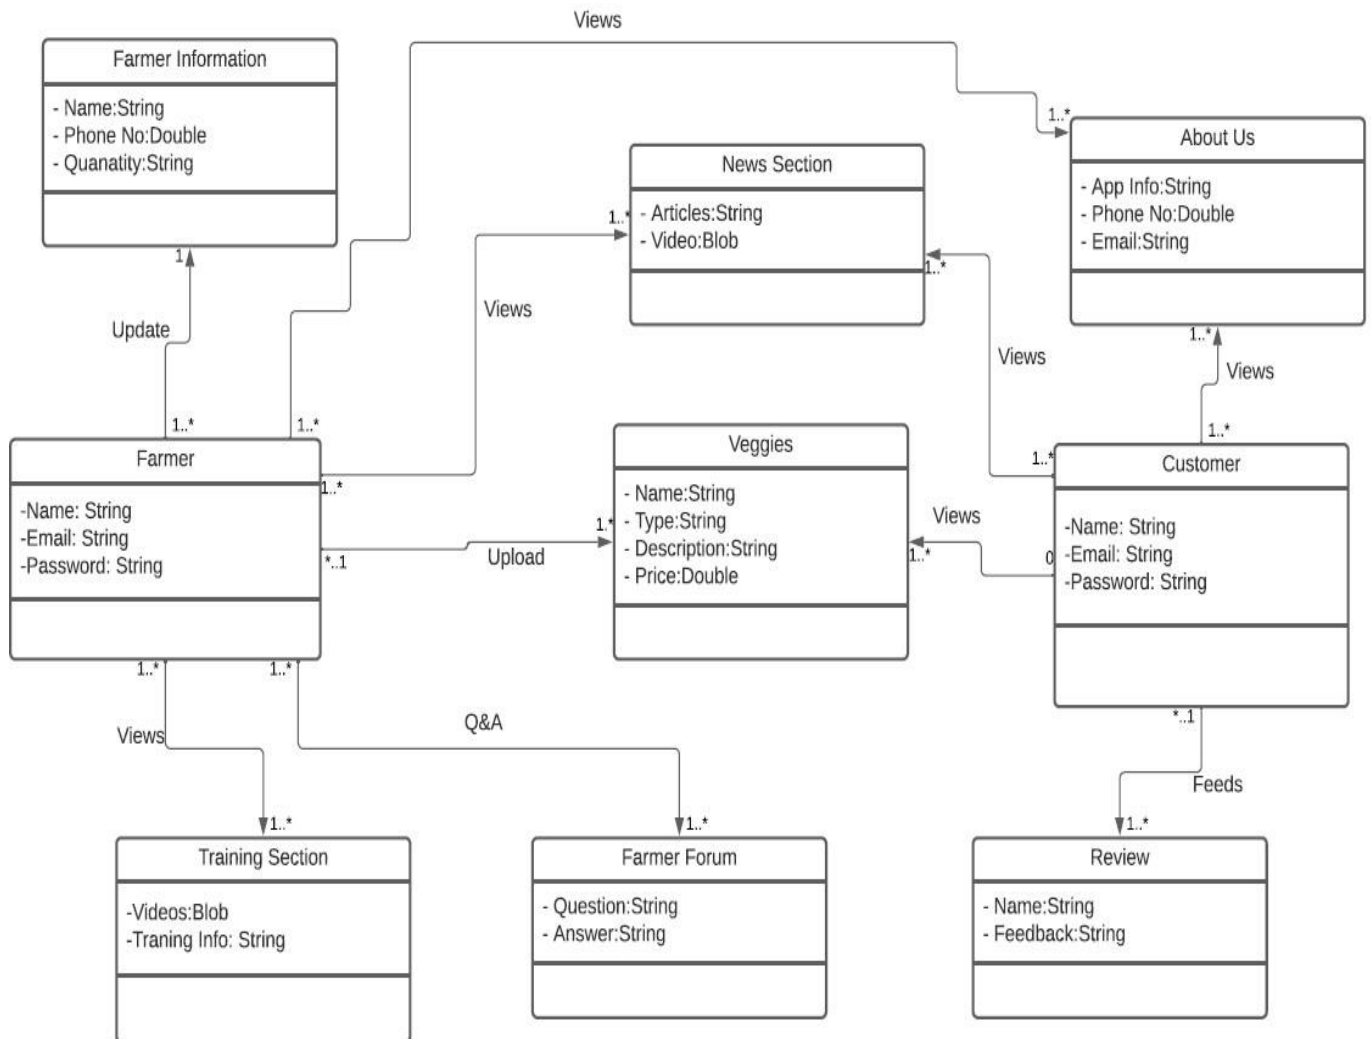 Views
Farmer Information
- Name:String
- Phone No:Double
- Quanatity:String
1
Update
1..*
1..*
Views
1..*
About Us
- App Info:String
- Phone No:Double
- Email:String
1..*
News Section
- Articles:String
- Video:Blob
1..*
1..*
Views
Views
1..*
1..*
Farmer
-Name: String
-Email: String
-Password: String
1..*
*..1
Upload
1.*
Veggies
- Name:String
- Type:String
- Description:String
- Price:Double
Views
1..*
0
1..*
Customer
-Name: String
-Email: String
-Password: String
1..*
1..*
Views
Q&A
*..1
Feeds
1..*
Training Section
-Videos:Blob
-Traning Info: String
1..*
Farmer Forum
- Question:String
- Answer:String
1..*
Review
- Name:String
- Feedback:String